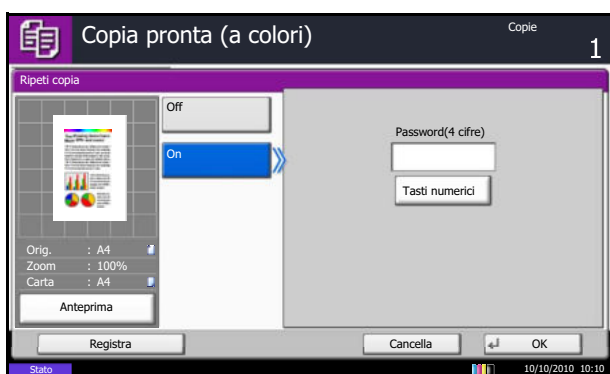 Copia pronta (a colori)
Copie
1
Ripeti copia
Off
On
Password(4 cifre)
Tasti numerici
Orig. : A4
Zoom : 100%
Carta : A4
Anteprima
Registra
Cancella
OK
Stato
10/10/2010 10:10